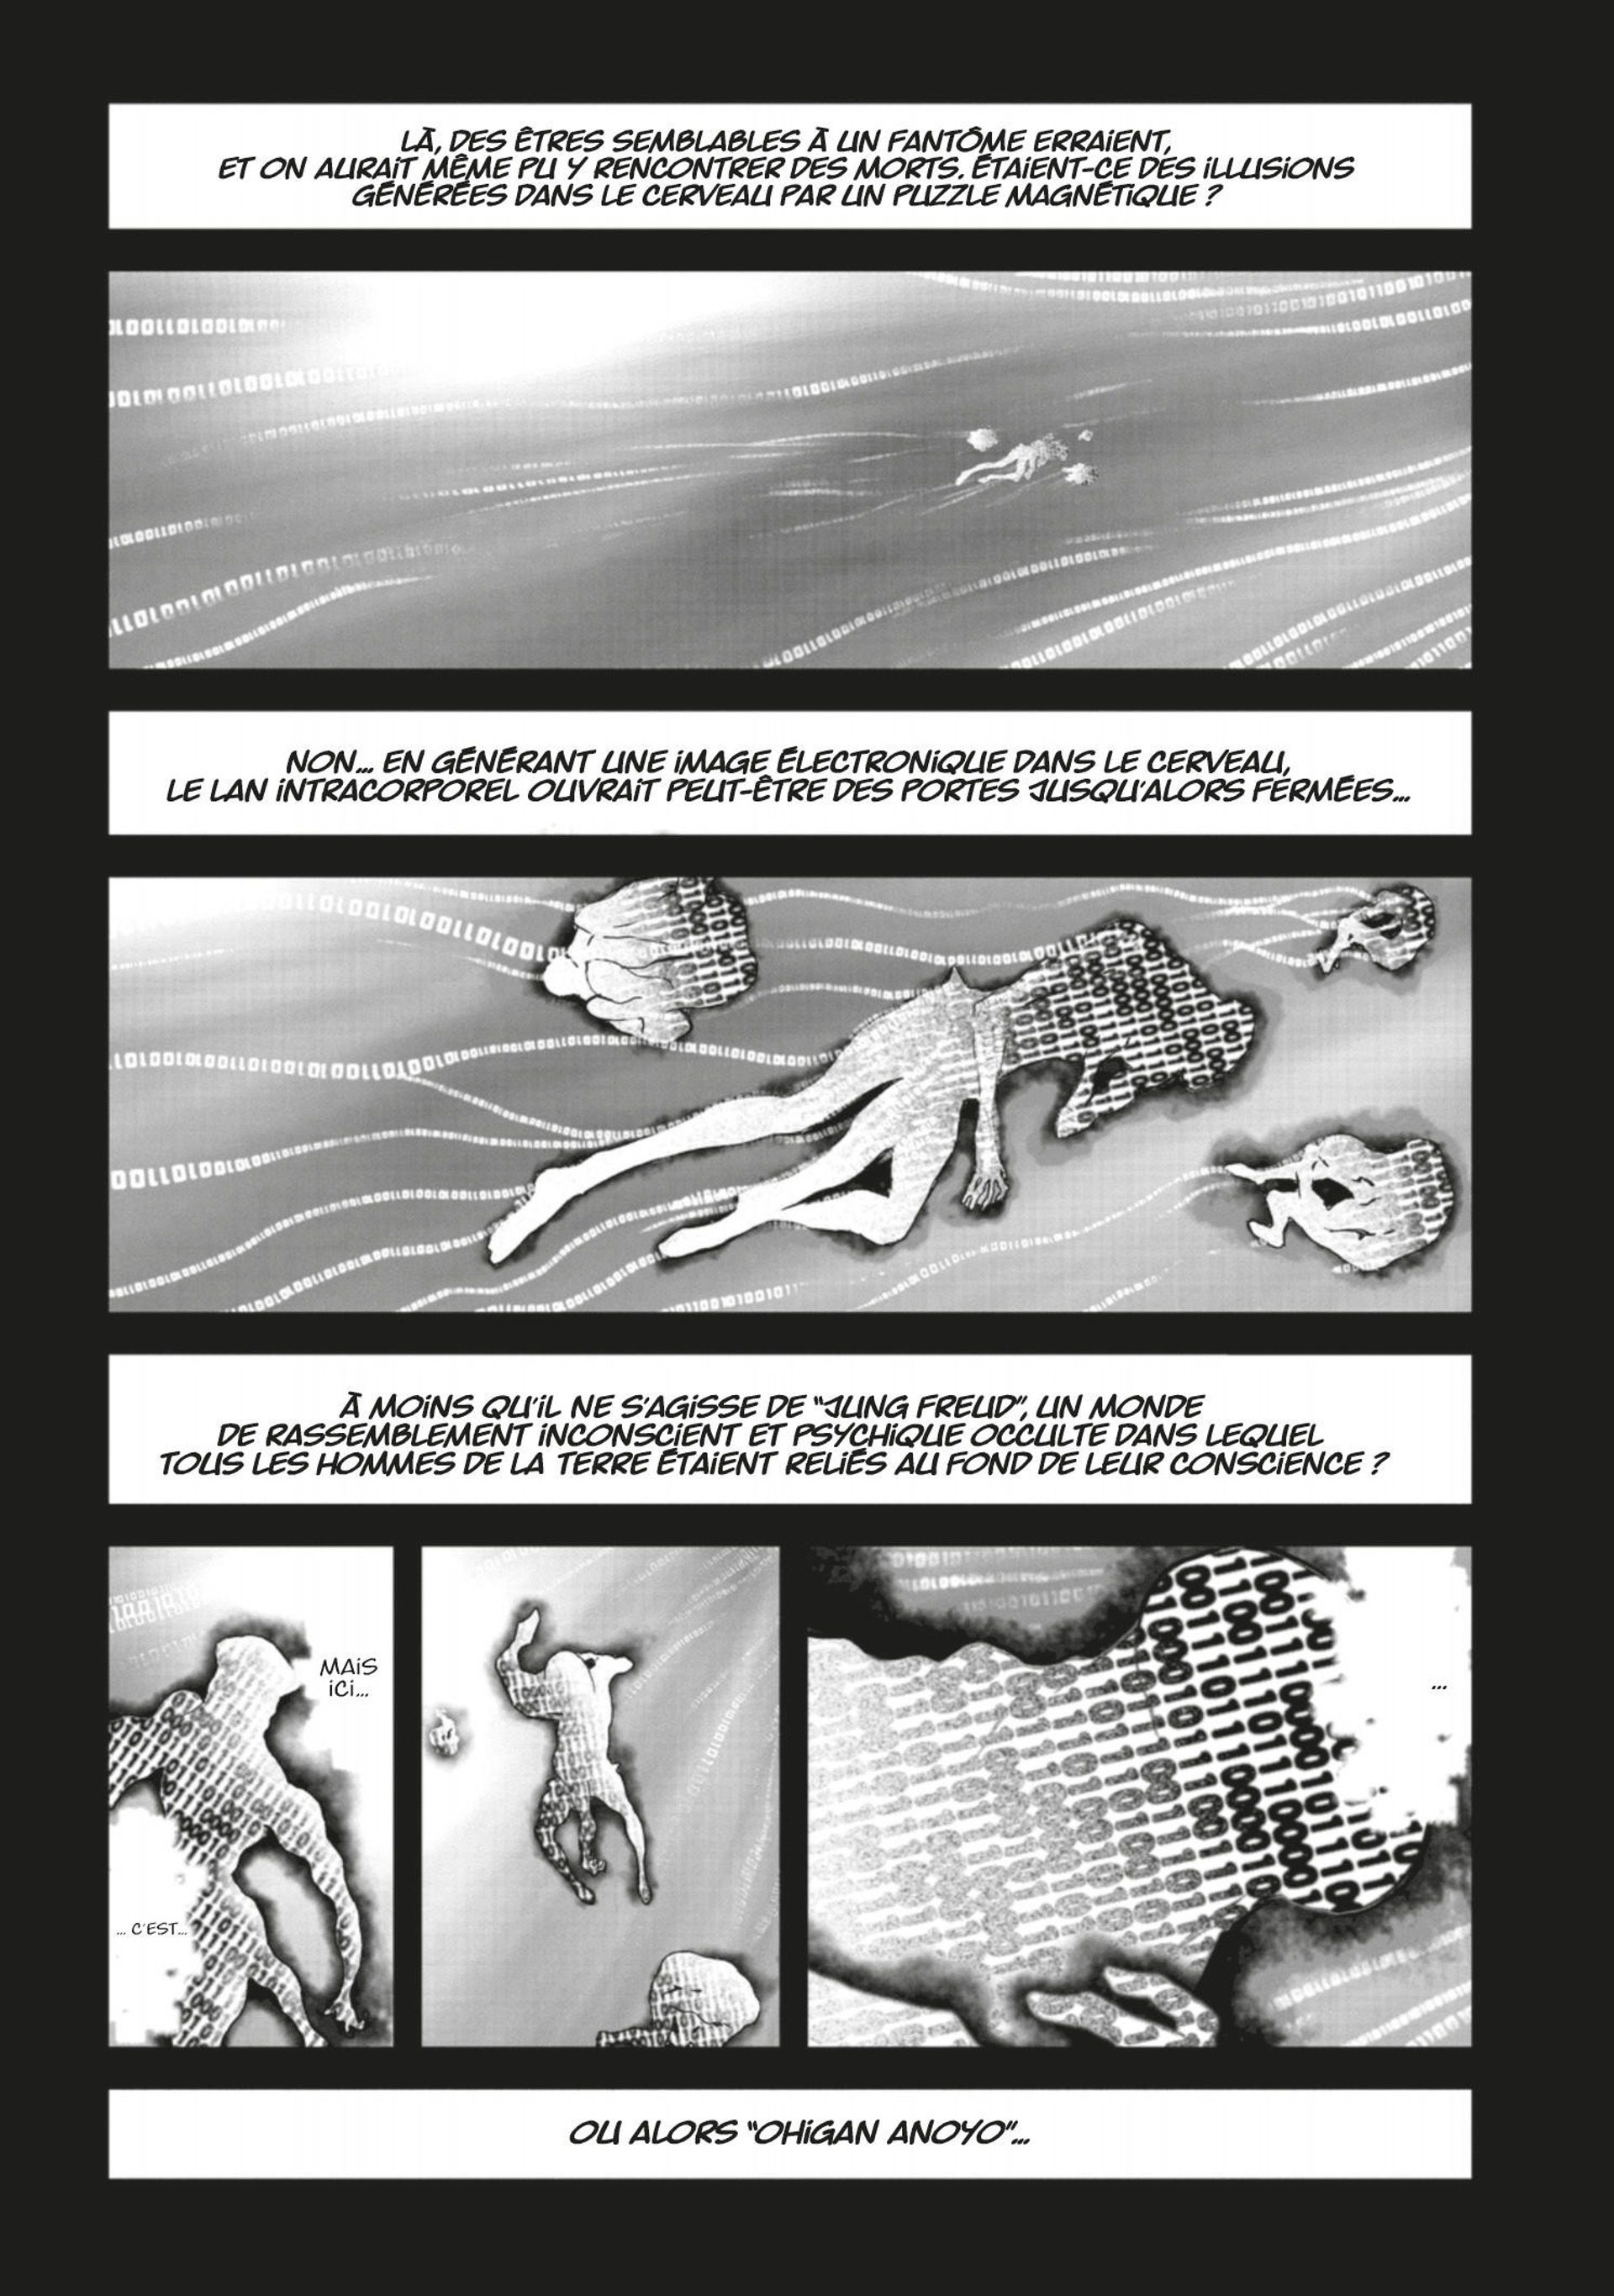 LÀ, DES ÊTRES SEMBLABLES À UN FANTÔME ERRAIENT,
ET ON AURAIT MÊME PU Y RENCONTRER DES MORTS. ÉTAIENT-CE DES ILLUSIONS
GÉNÉRÉES DANS LE CERVEAU PAR UN PUZZLE MAGNÉTIQUE ?
NON... EN GÉNÉRANT UNE IMAGE ÉLECTRONIQUE DANS LE CERVEAU,
LE LAN INTRACORPOREL OUVRAIT PEUT-ÊTRE DES PORTES JUSQU'ALORS FERMÉES...
À MOINS QU'IL NE S'AGISSE DE "JUNG FREUD", UN MONDE
DE RASSEMBLEMENT INCONSCIENT ET PSYCHIQUE OCCULTE DANS LEQUEL
TOUS LES HOMMES DE LA TERRE ÉTAIENT RELIÉS AU FOND DE LEUR CONSCIENCE ?
MAIS
ICI...
... C'EST...
...
OU ALORS "OHIGAN ANOYO"...